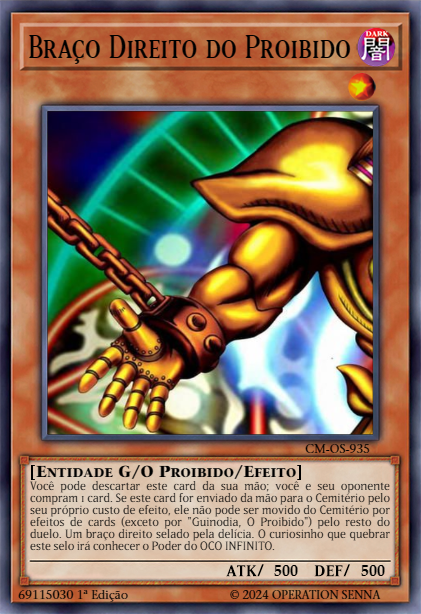 BRAÇO DIREITO DO PROIBIDO
DARK
闇
CM-OS-935
[ENTIDADE G/O PROIBIDO/EFEITO]
Você pode descartar este card da sua mão; você e seu oponente
compram 1 card. Se este card for enviado da mão para o Cemitério pelo
seu próprio custo de efeito, ele não pode ser movido do Cemitério por
efeitos de cards (exceto por "Guinodia, O Proibido") pelo resto do
duelo. Um braço direito selado pela delícia. O curiosinho que quebrar
este selo irá conhecer o Poder do OCO INFINITO.
ATK/ 500 DEF/ 500
69115030 1ª Edição
©2024 OPERATION SENNA